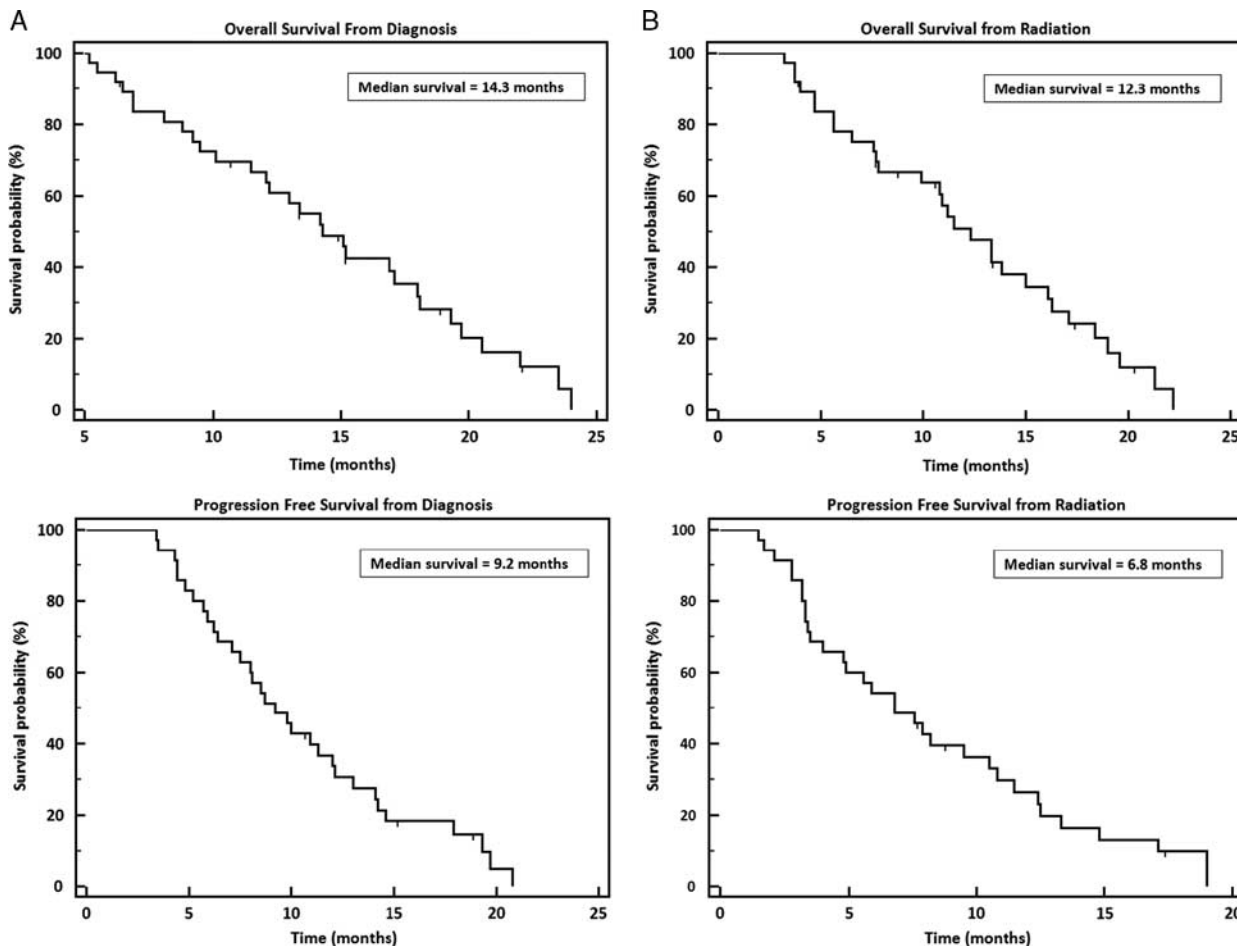 A
Overall Survival From Diagnosis
Median survival = 14.3 months
Survival probability (%)
100
80
60
40
20
0
5 10 15 20 25
Time (months)
B
Overall Survival from Radiation
Median survival = 12.3 months
Survival probability (%)
100
80
60
40
20
0
0 5 10 15 20 25
Time (months)
Progression Free Survival from Diagnosis
Median survival = 9.2 months
Survival probability (%)
100
80
60
40
20
0
0 5 10 15 20 25
Time (months)
Progression Free Survival from Radiation
Median survival = 6.8 months
Survival probability (%)
100
80
60
40
20
0
0 5 10 15 20
Time (months)